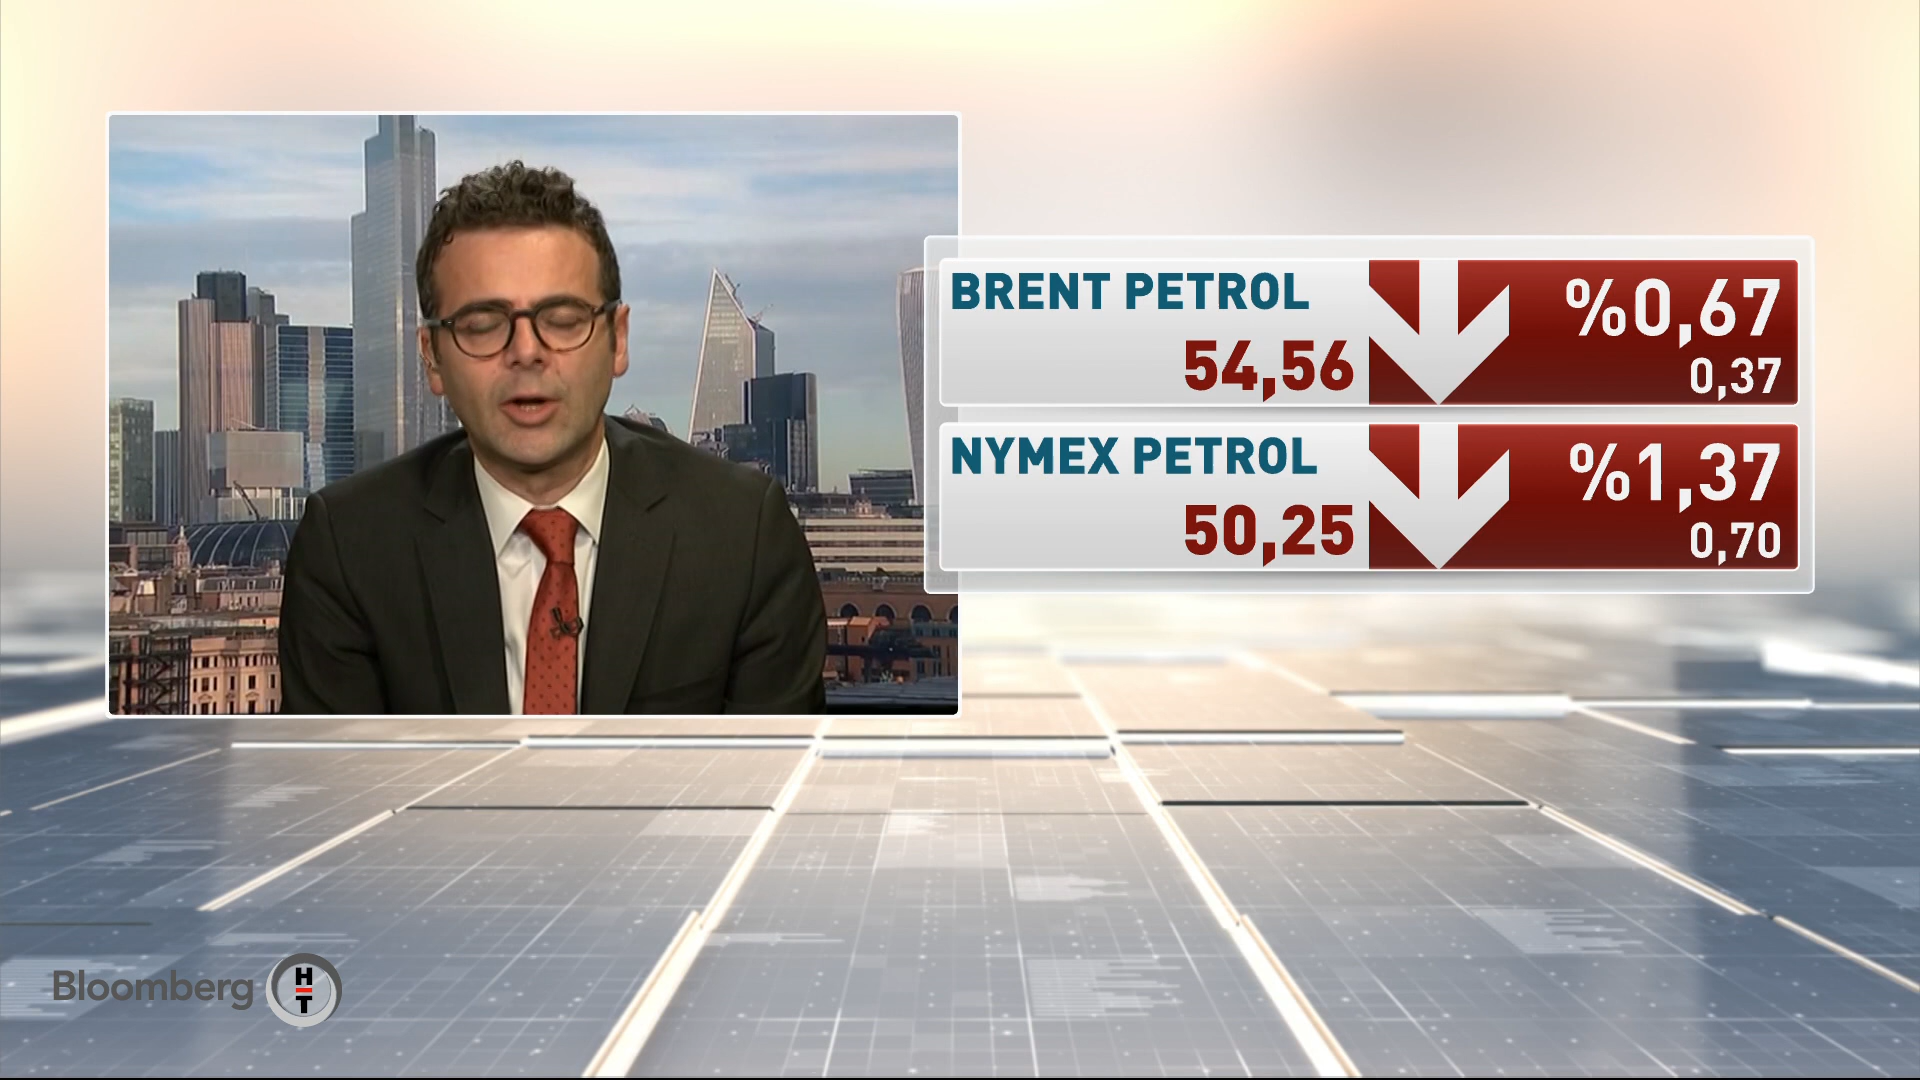 BRENT PETROL
54,56
%0,67
0,37
NYMEX PETROL
50,25
%1,37
0,70
Bloomberg HT